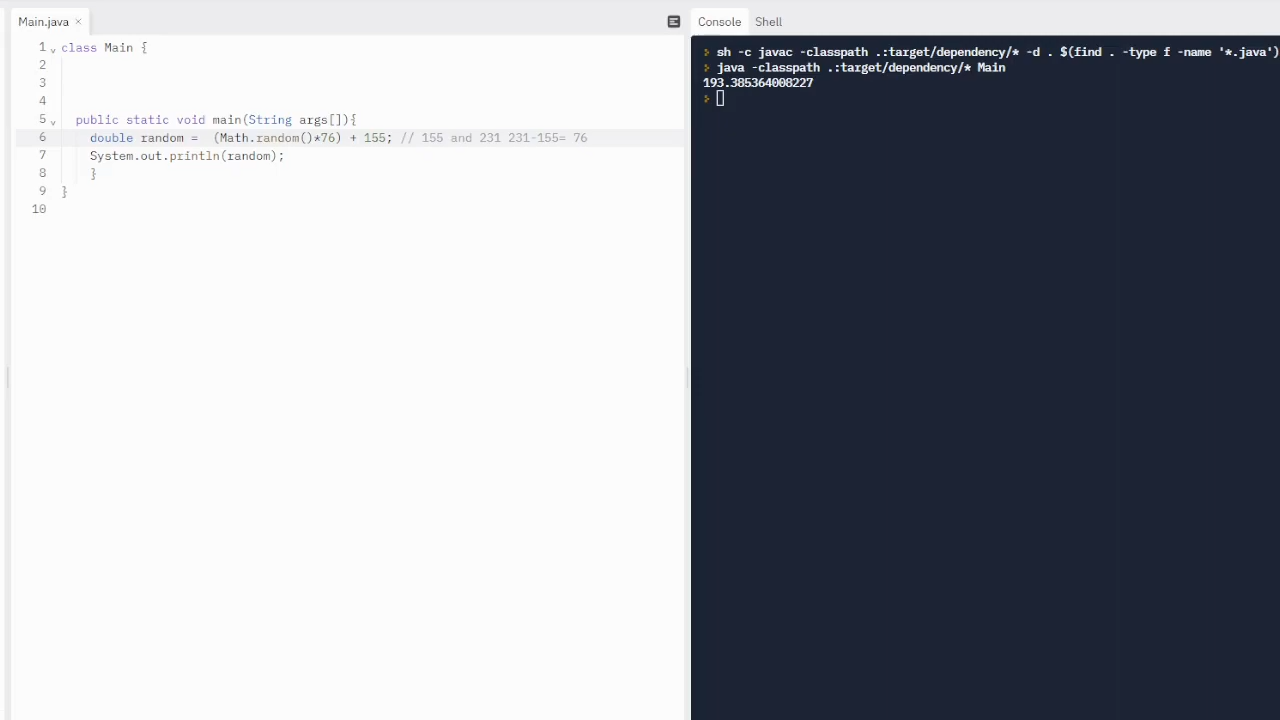 Main.java ×
1 class Main {
2
3
4
5 public static void main(String args[]){
6 double random =  (Math.random()*76) + 155; // 155 and 231 231-155= 76
7 System.out.println(random);
8 }
9 }
10
Console Shell
sh -c javac -classpath .:target/dependency/* -d . $(find . -type f -name '*.java')
java -classpath .:target/dependency/* Main
193.385364008227